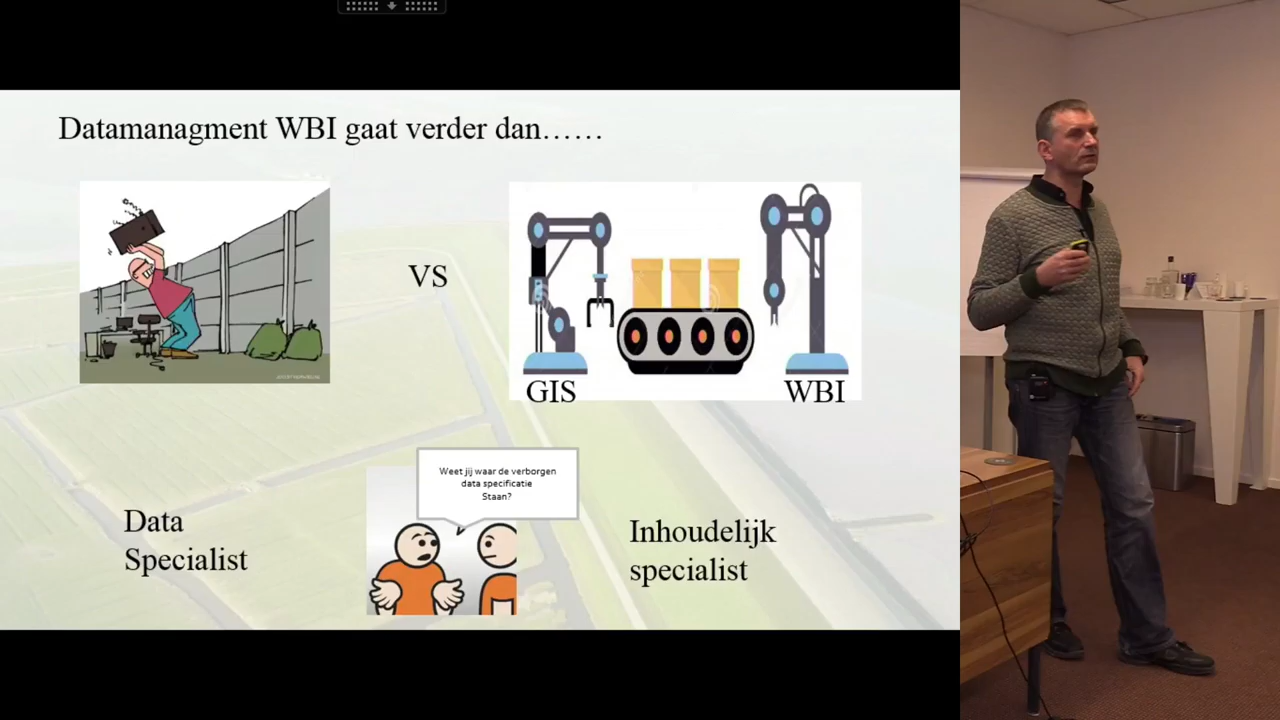 Datamanagment WBI gaat verder dan......
VS
GIS
WBI
Weet jij waar de verborgen
data specificatie
Staan?
Data
Specialist
Inhoudelijk
specialist